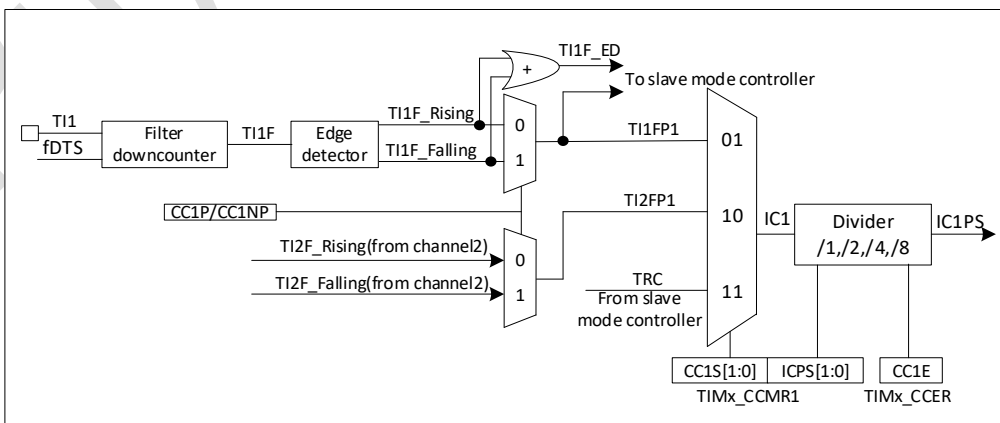 TI1F_ED
To slave mode controller
TI1
fDTS
Filter
downcounter
TI1F
Edge
detector
TI1F_Rising
TI1F_Falling
+
0
1
TI1FP1
01
CC1P/CC1NP
TI2FP1
10
TI2F_Rising(from channel2)
TI2F_Falling(from channel2)
0
1
TRC
From slave
mode controller
11
IC1
Divider
/1,/2,/4,/8
IC1PS
CC1S[1:0]
ICPS[1:0]
CC1E
TIMx_CCMR1
TIMx_CCER